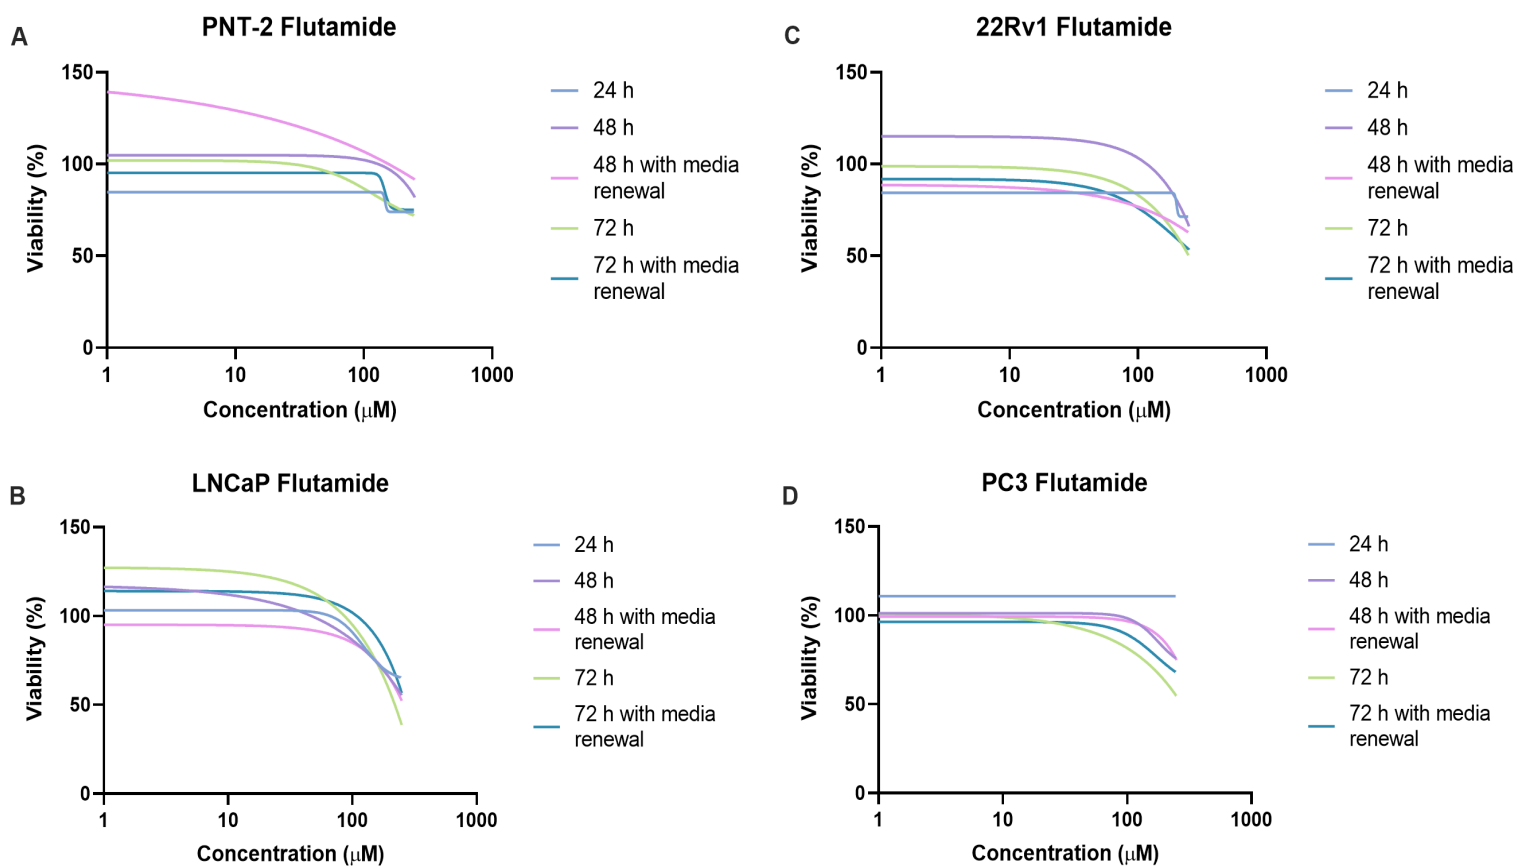 A
PNT-2 Flutamide
150
100
50
0
1
10
100
1000
Viability (%)
Concentration (μM)
24 h
48 h
48 h with media
renewal
72 h
72 h with media
renewal
C
22Rv1 Flutamide
150
100
50
0
1
10
100
1000
Viability (%)
Concentration (μM)
24 h
48 h
48 h with media
renewal
72 h
72 h with media
renewal
B
LNCaP Flutamide
150
100
50
0
1
10
100
1000
Viability (%)
Concentration (μM)
24 h
48 h
48 h with media
renewal
72 h
72 h with media
renewal
D
PC3 Flutamide
150
100
50
0
1
10
100
1000
Viability (%)
Concentration (μM)
24 h
48 h
48 h with media
renewal
72 h
72 h with media
renewal